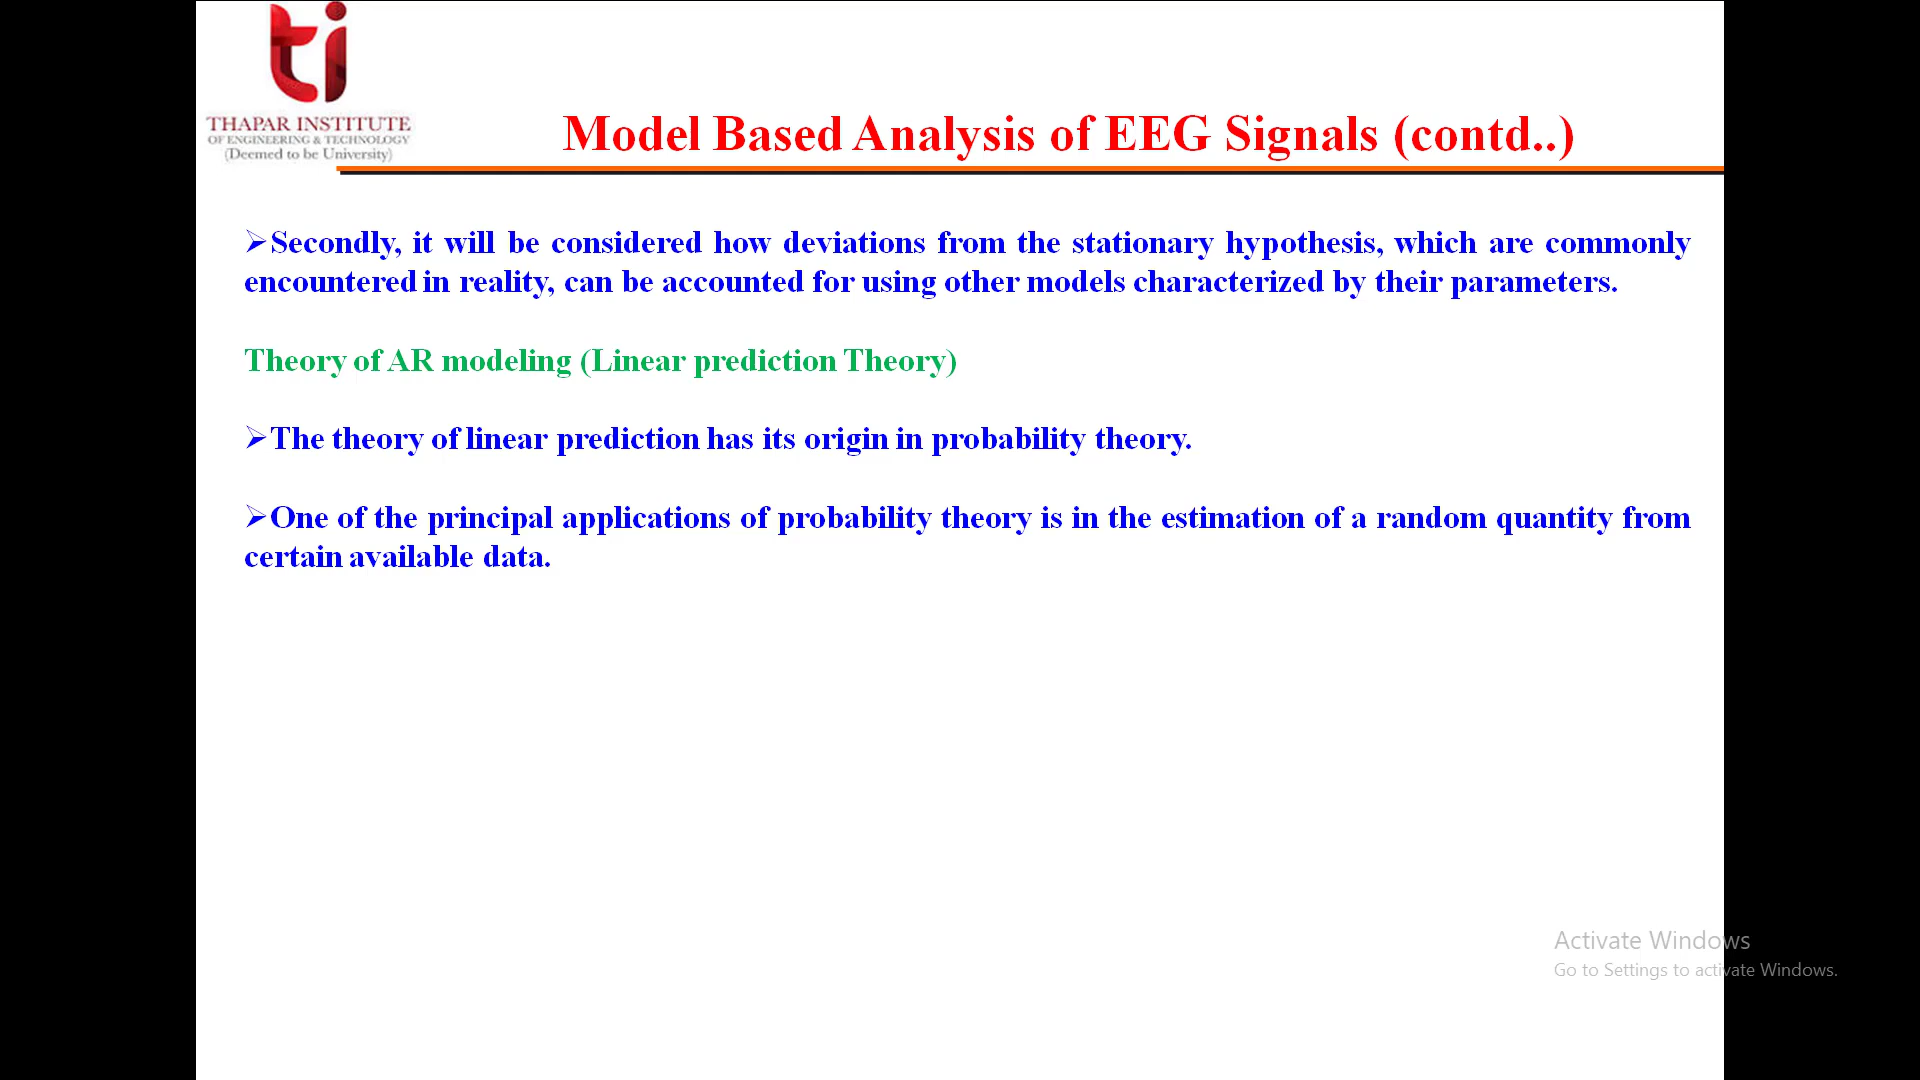 ti
THAPAR INSTITUTE
OF ENGINEERING & TECHNOLOGY
(Deemed to be University)
Model Based Analysis of EEG Signals (contd..)
➢Secondly, it will be considered how deviations from the stationary hypothesis, which are commonly
encountered in reality, can be accounted for using other models characterized by their parameters.
Theory of AR modeling (Linear prediction Theory)
➢The theory of linear prediction has its origin in probability theory.
➢One of the principal applications of probability theory is in the estimation of a random quantity from
certain available data.
Activate Windows
Go to Settings to activate Windows.